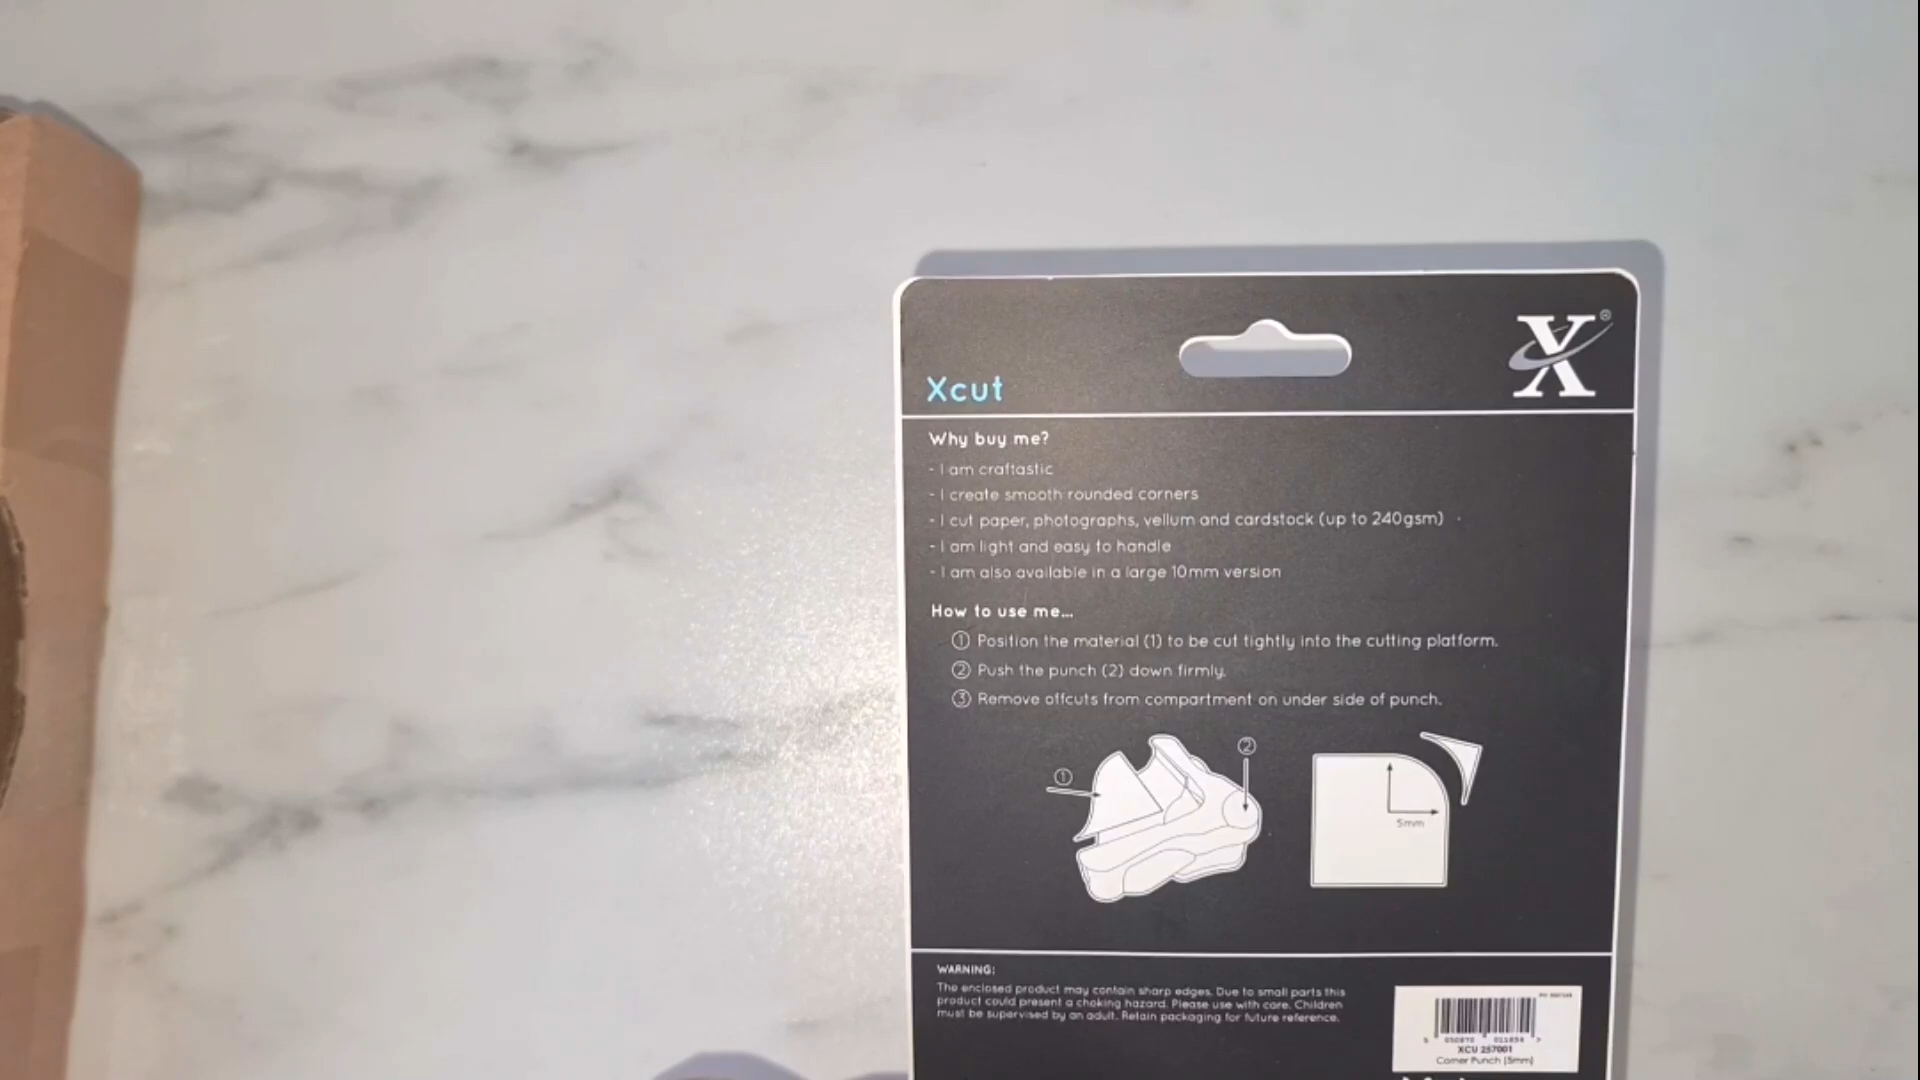 X®
Xcut
Why buy me?
- I am craftastic
- I create smooth rounded corners
- I cut paper, photographs, vellum and cardstock (up to 240gsm)
- I am light and easy to handle
- I am also available in a large 10mm version
How to use me...
① Position the material (1) to be cut tightly into the cutting platform.
② Push the punch (2) down firmly.
③ Remove offcuts from compartment on under side of punch.
①
②
5mm
WARNING:
The enclosed product may contain sharp edges. Due to small parts this
product could present a choking hazard. Please use with care. Children
must be supervised by an adult. Retain packaging for future reference.
XCU 257001
Corner Punch (5mm)